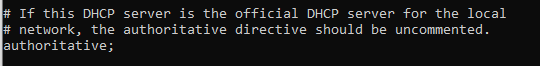 # If this DHCP server is the official DHCP server for the local
# network, the authoritative directive should be uncommented.
authoritative;